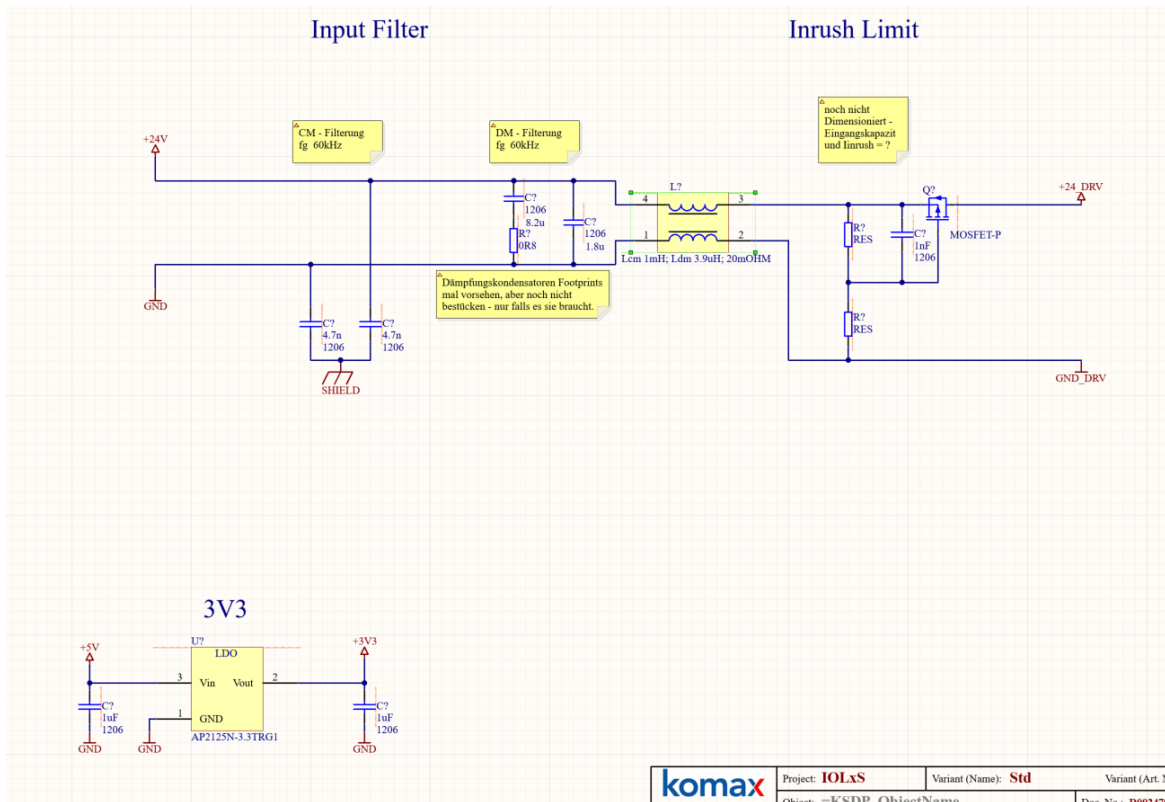 Input Filter
Inrush Limit
CM - Filterung
fg 60kHz
DM - Filterung
fg 60kHz
noch nicht
Dimensioniert -
Eingangskapazit
und Iinrush = ?
+24V
L?
4
3
1
2
Lcm 1mH; Ldm 3.9uH; 20mOHM
C?
1206
8.2u
R?
0R8
C?
1206
1.8u
Q?
MOSFET-P
+24_DRV
R?
RES
C?
1nF
1206
R?
RES
GND_DRV
GND
Dämpfungskondensatoren Footprints
mal vorsehen, aber noch nicht
bestücken - nur falls es sie braucht.
C?
4.7n
1206
C?
4.7n
1206
SHIELD
3V3
+5V
U?
LDO
+3V3
3
Vin
Vout
2
1
GND
AP2125N-3.3TRG1
C?
1uF
1206
C?
1uF
1206
GND
GND
GND
komax
Project: IOLxS
Variant (Name): Std
Variant (Art.